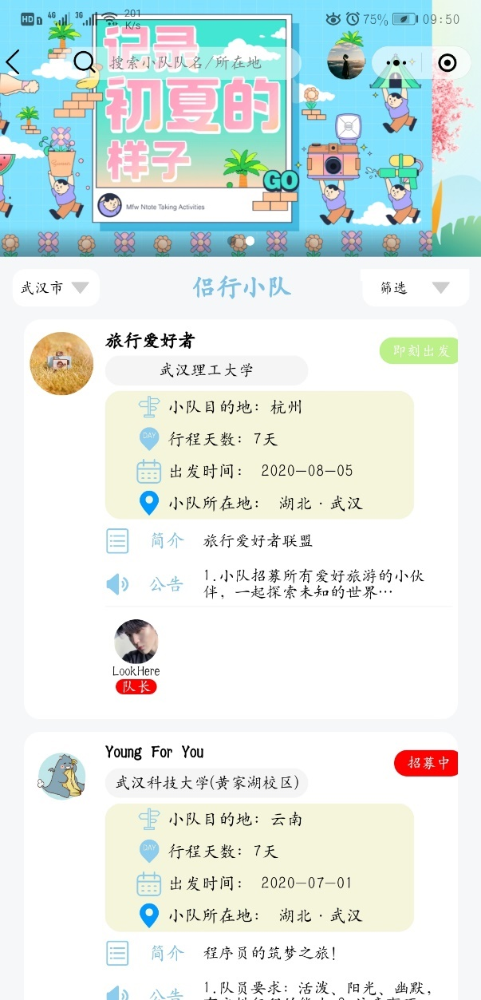 HD 4G 3G 201 K/s 75% 09:50
记录
搜索小队队名/所在地
初夏的
样子
GO
Mfw Ntote Taking Activities
武汉市 侣行小队 筛选
旅行爱好者
即刻出发
武汉理工大学
小队目的地: 杭州
DAY 行程天数: 7天
出发时间: 2020-08-05
小队所在地: 湖北·武汉
简介 旅行爱好者联盟
公告 1.小队招募所有爱好旅游的小伙
伴, 一起探索未知的世界…
LookHere
队长
Young For You
招募中
武汉科技大学(黄家湖校区)
小队目的地: 云南
DAY 行程天数: 7天
出发时间: 2020-07-01
小队所在地: 湖北·武汉
简介 程序员的筑梦之旅!
公告 1.队员要求: 活泼、阳光、幽默,